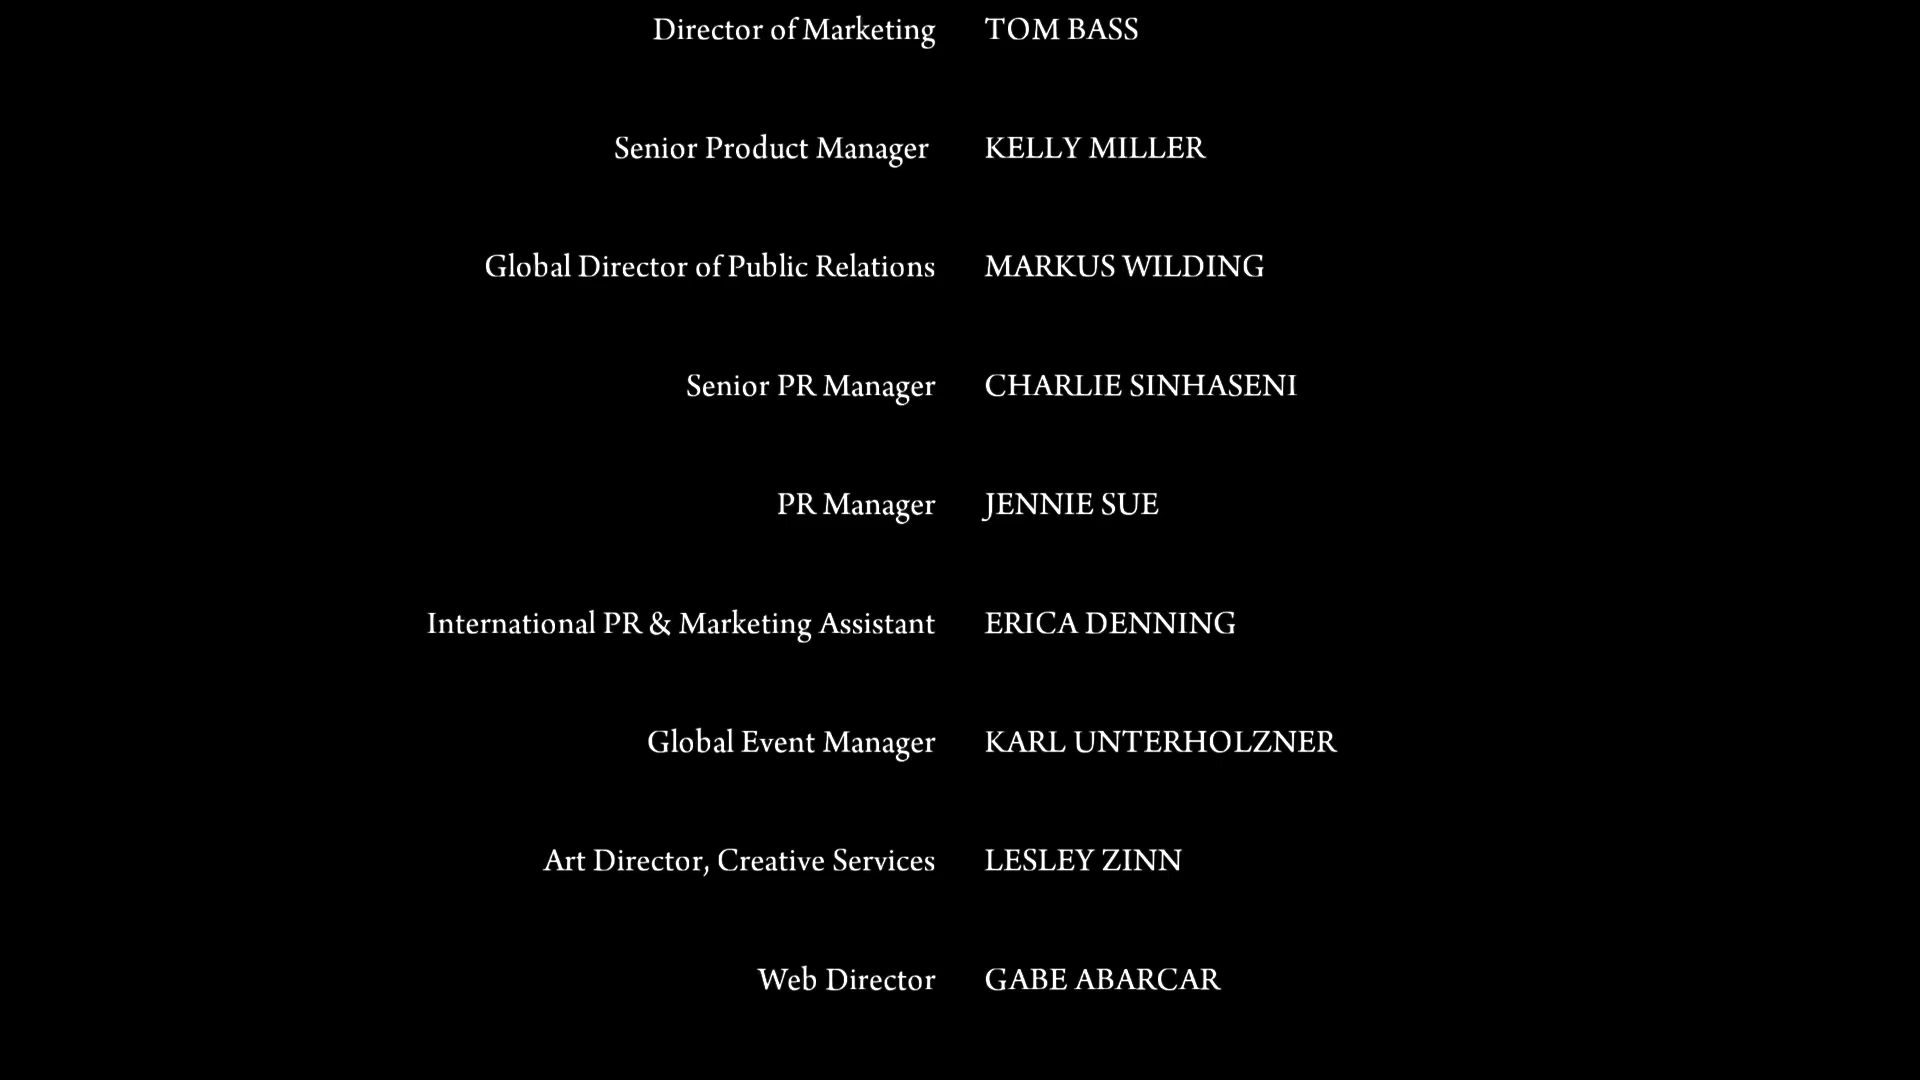 Director of Marketing TOM BASS
Senior Product Manager KELLY MILLER
Global Director of Public Relations MARKUS WILDING
Senior PR Manager CHARLIE SINHASENI
PR Manager JENNIE SUE
International PR & Marketing Assistant ERICA DENNING
Global Event Manager KARL UNTERHOLZNER
Art Director, Creative Services LESLEY ZINN
Web Director GABE ABARCAR